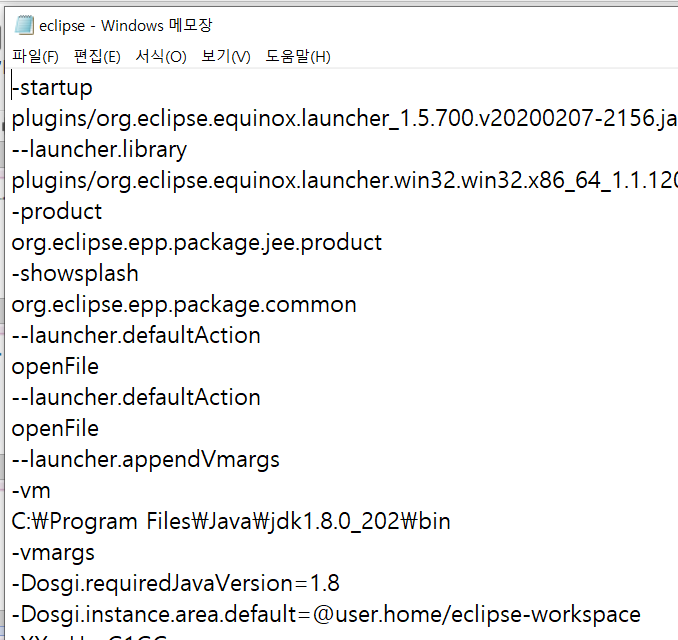 eclipse - Windows 메모장
파일(F) 편집(E) 서식(O) 보기(V) 도움말(H)
-startup
plugins/org.eclipse.equinox.launcher_1.5.700.v20200207-2156.ja
--launcher.library
plugins/org.eclipse.equinox.launcher.win32.win32.x86_64_1.1.120
-product
org.eclipse.epp.package.jee.product
-showsplash
org.eclipse.epp.package.common
--launcher.defaultAction
openFile
--launcher.defaultAction
openFile
--launcher.appendVmargs
-vm
C:₩Program Files₩Java₩jdk1.8.0_202₩bin
-vmargs
-Dosgi.requiredJavaVersion=1.8
-Dosgi.instance.area.default=@user.home/eclipse-workspace